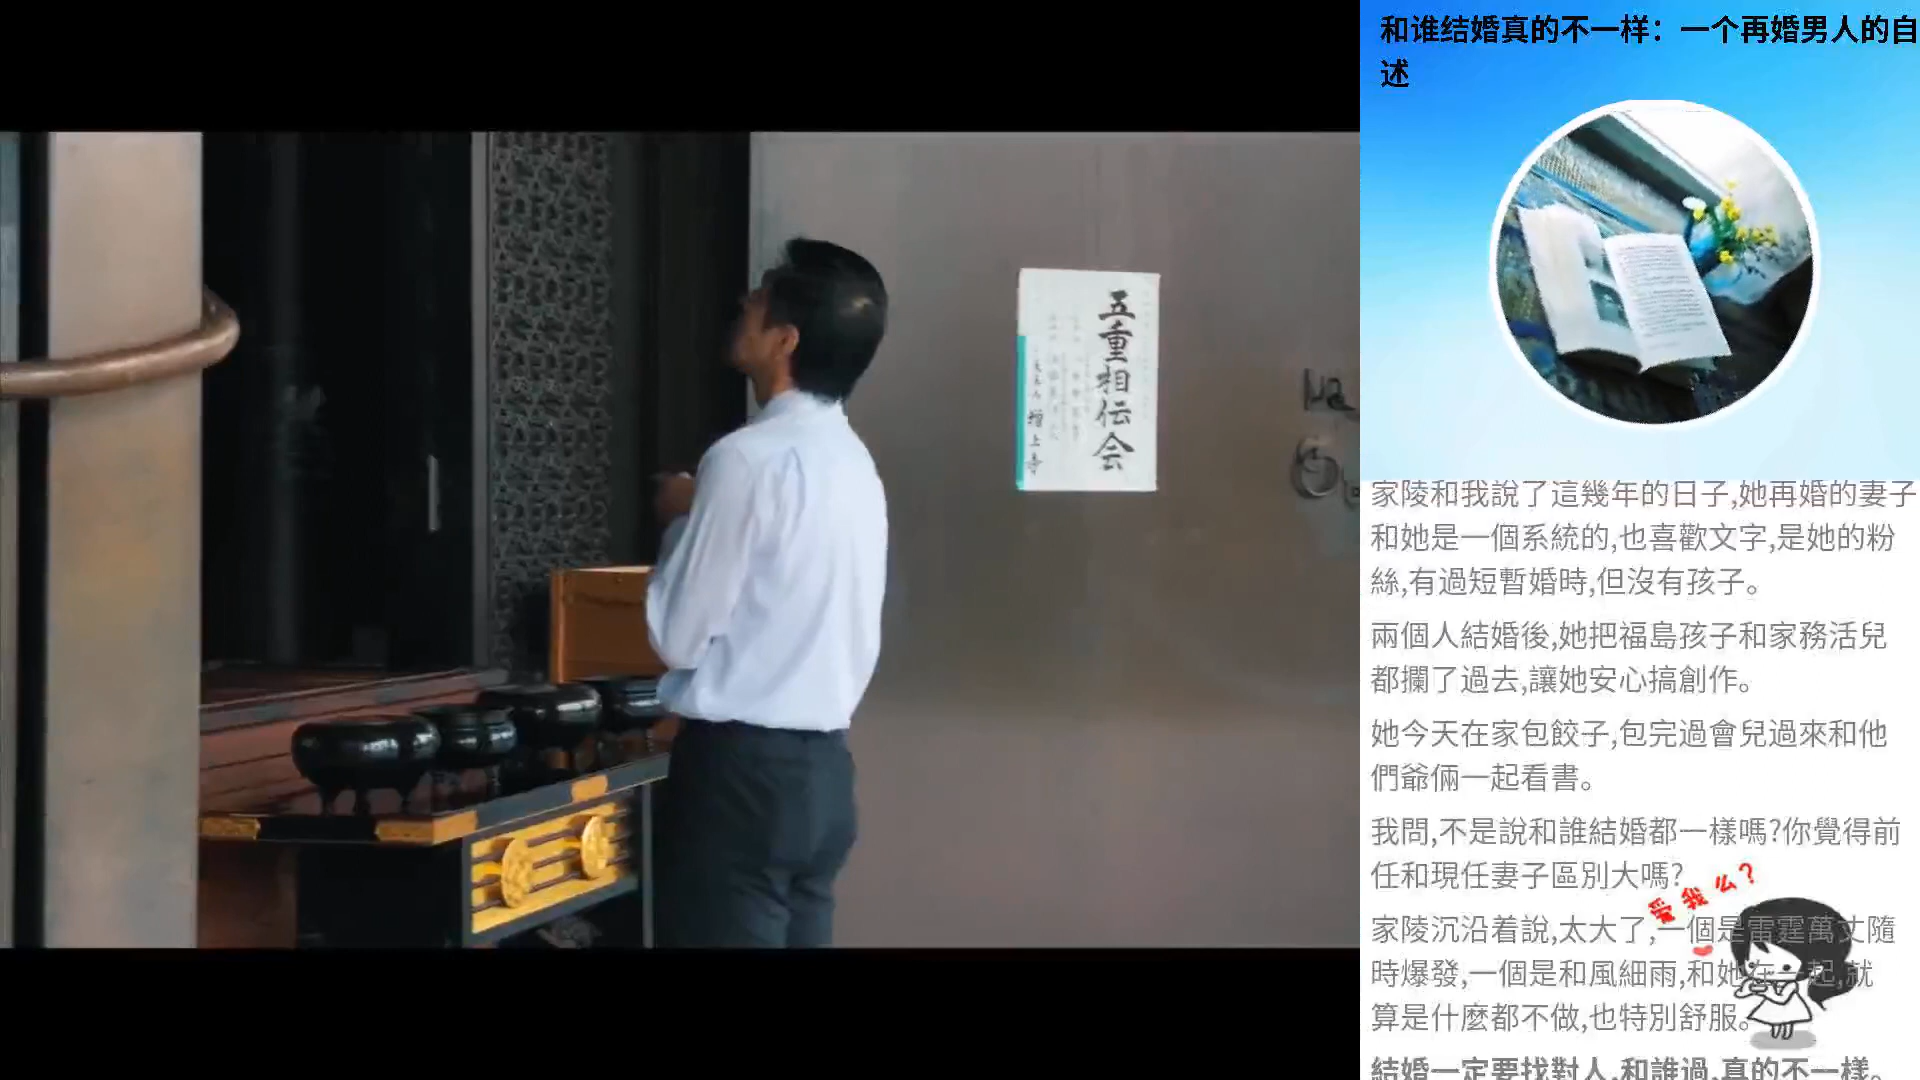 五重相伝会
増上寺
和谁结婚真的不一样：一个再婚男人的自
述
家陵和我說了這幾年的日子,她再婚的妻子
和她是一個系統的,也喜歡文字,是她的粉
絲,有過短暫婚時,但沒有孩子。
兩個人結婚後,她把福島孩子和家務活兒
都攔了過去,讓她安心搞創作。
她今天在家包餃子,包完過會兒過來和他
們爺倆一起看書。
我問,不是說和誰結婚都一樣嗎?你覺得前
任和現任妻子區別大嗎?
愛我么?
家陵沉沿着說,太大了,一個是雷霆萬丈隨
時爆發,一個是和風細雨,和她在一起,就
算是什麼都不做,也特別舒服。
結婚一定要找對人,和誰過,真的不一樣。